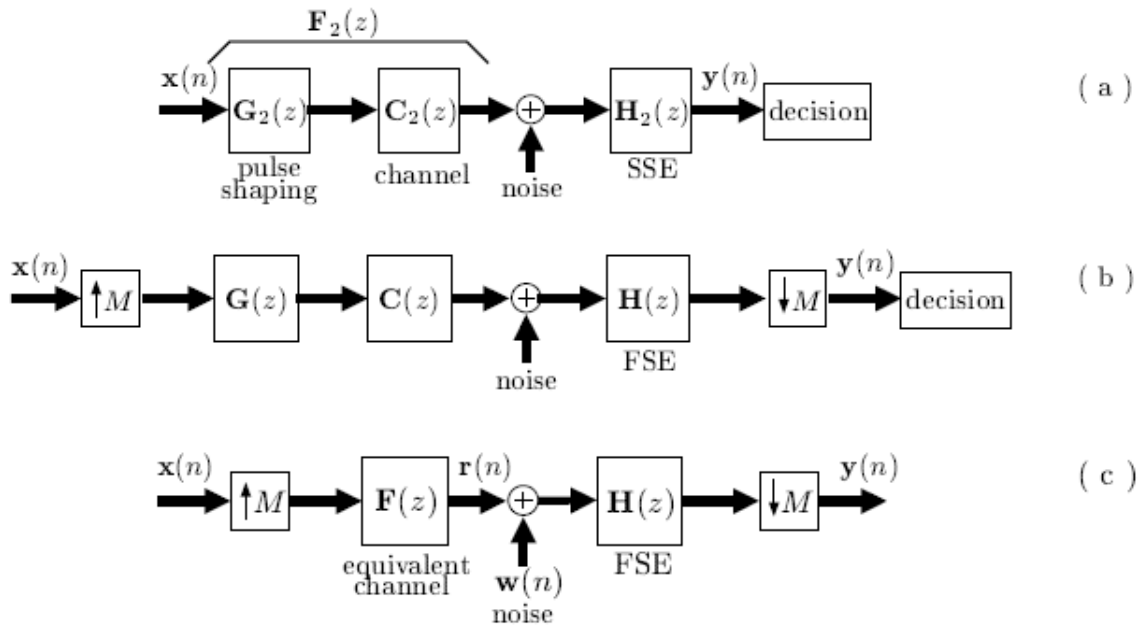 F₂(z)
x(n) G₂(z) C₂(z) + H₂(z) y(n) decision ( a )
pulse shaping
channel
noise
SSE
x(n) ↑M G(z) C(z) + H(z) ↓M y(n) decision ( b )
noise
FSE
x(n) ↑M F(z) r(n) + H(z) ↓M y(n) ( c )
equivalent channel
w(n)
noise
FSE